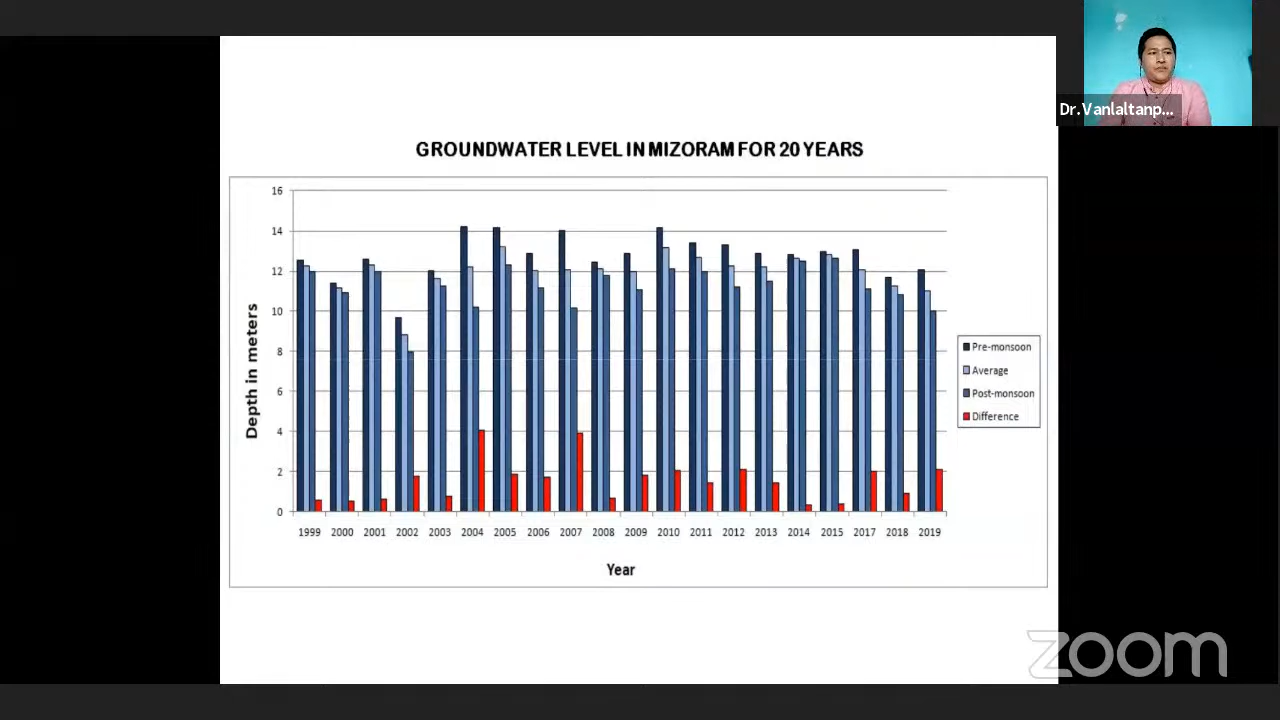 Dr.Vanlaltanp...
GROUNDWATER LEVEL IN MIZORAM FOR 20 YEARS
16
14
12
10
8
6
4
2
0
Depth in meters
1999 2000 2001 2002 2003 2004 2005 2006 2007 2008 2009 2010 2011 2012 2013 2014 2015 2017 2018 2019
Year
Pre-monsoon
Average
Post-monsoon
Difference
zoom